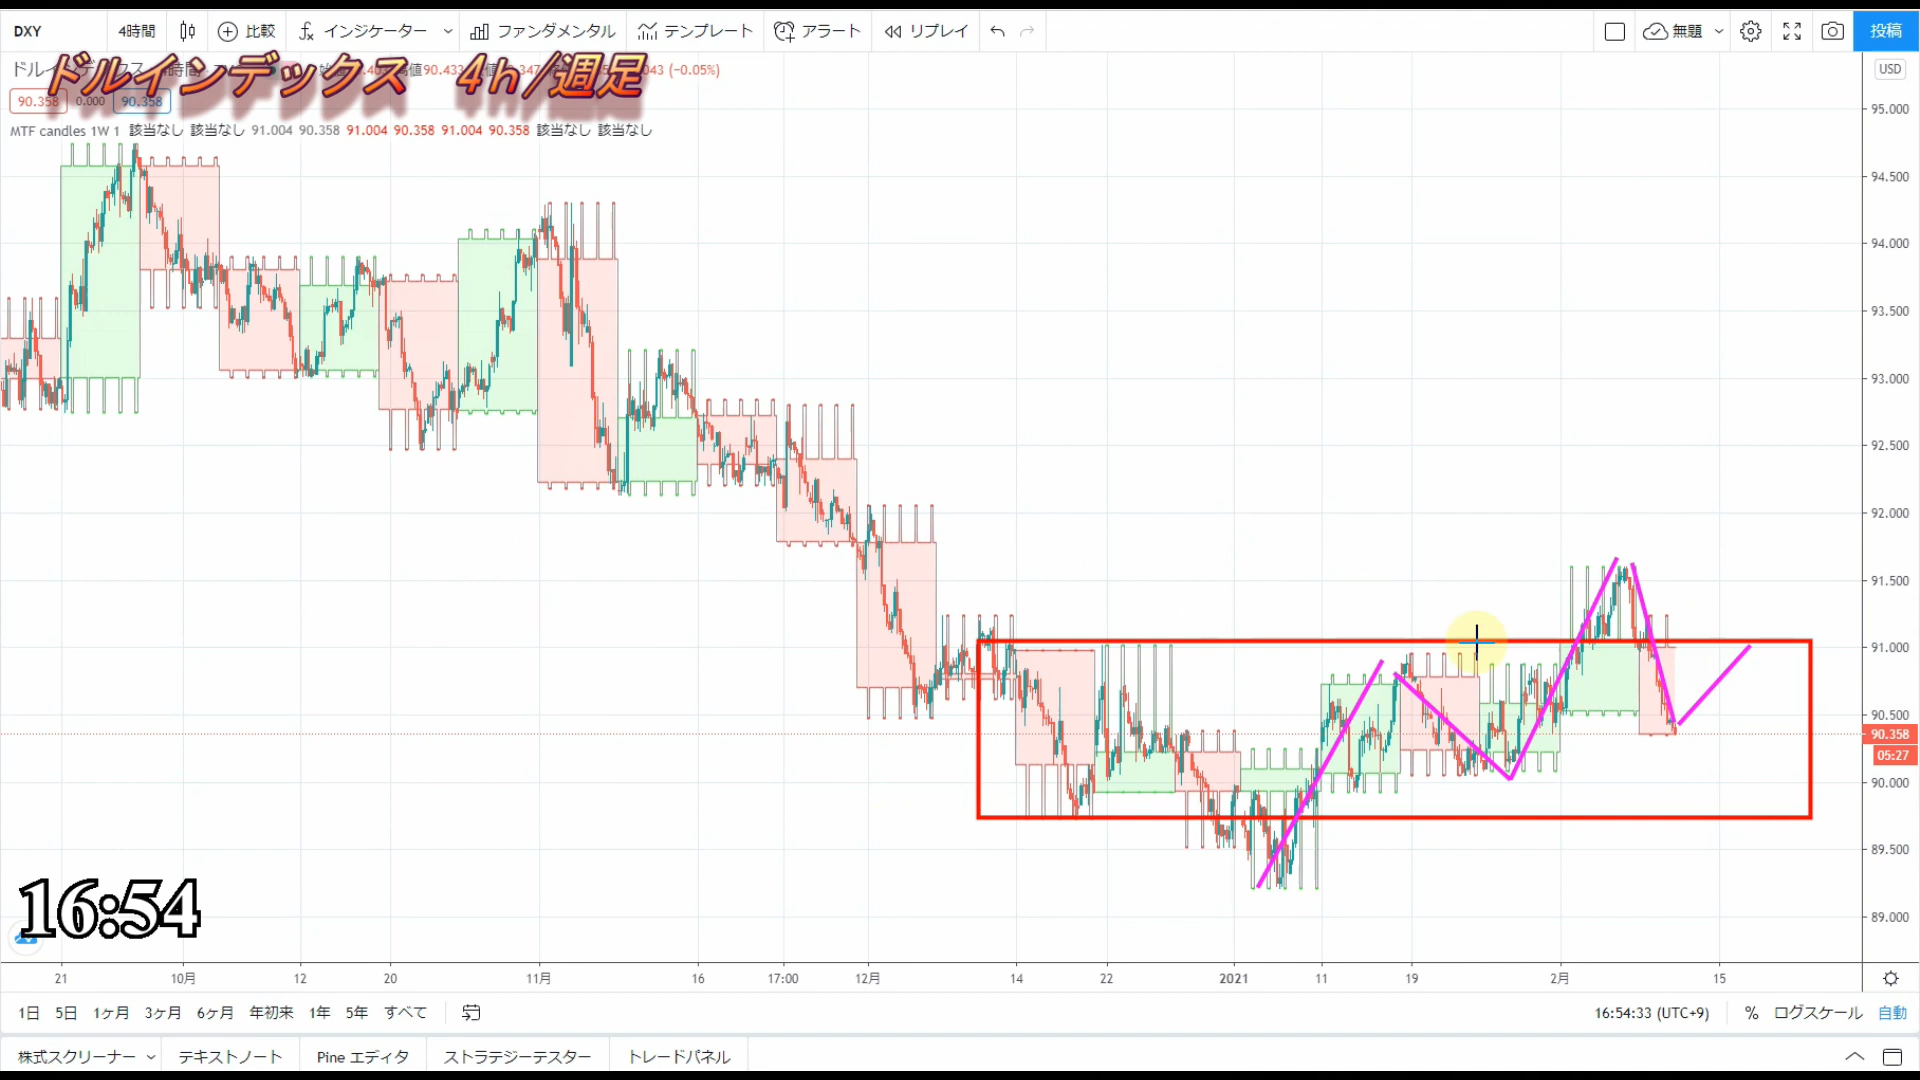 DXY 4時間 比較 インジケーター ファンダメンタル テンプレート アラート リプレイ 無題 投稿
ドルインデックス 4h/週足
90.433 043 (−0.05%) USD
90.358 0.000 90.358
MTF candles 1W 1 該当なし 該当なし 91.004 90.358 91.004 90.358 91.004 90.358 該当なし 該当なし
95.000
94.500
94.000
93.500
93.000
92.500
92.000
91.500
91.000
90.500
90.358
05:27
90.000
89.500
89.000
16:54
21 10月 12 20 11月 16 17:00 12月 14 22 2021 11 19 2月 15
1日 5日 1ヶ月 3ヶ月 6ヶ月 年初来 1年 5年 すべて 16:54:33 (UTC+9) % ログスケール 自動
株式スクリーナー テキストノート Pine エディタ ストラテジーテスター トレードパネル